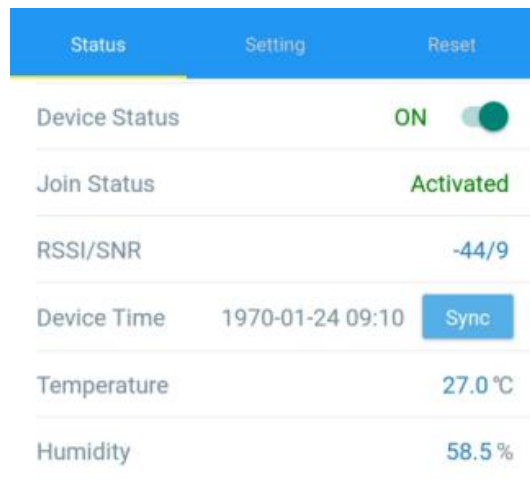 Status Setting Reset
Device Status ON
Join Status Activated
RSSI/SNR -44/9
Device Time 1970-01-24 09:10 Sync
Temperature 27.0 °C
Humidity 58.5 %